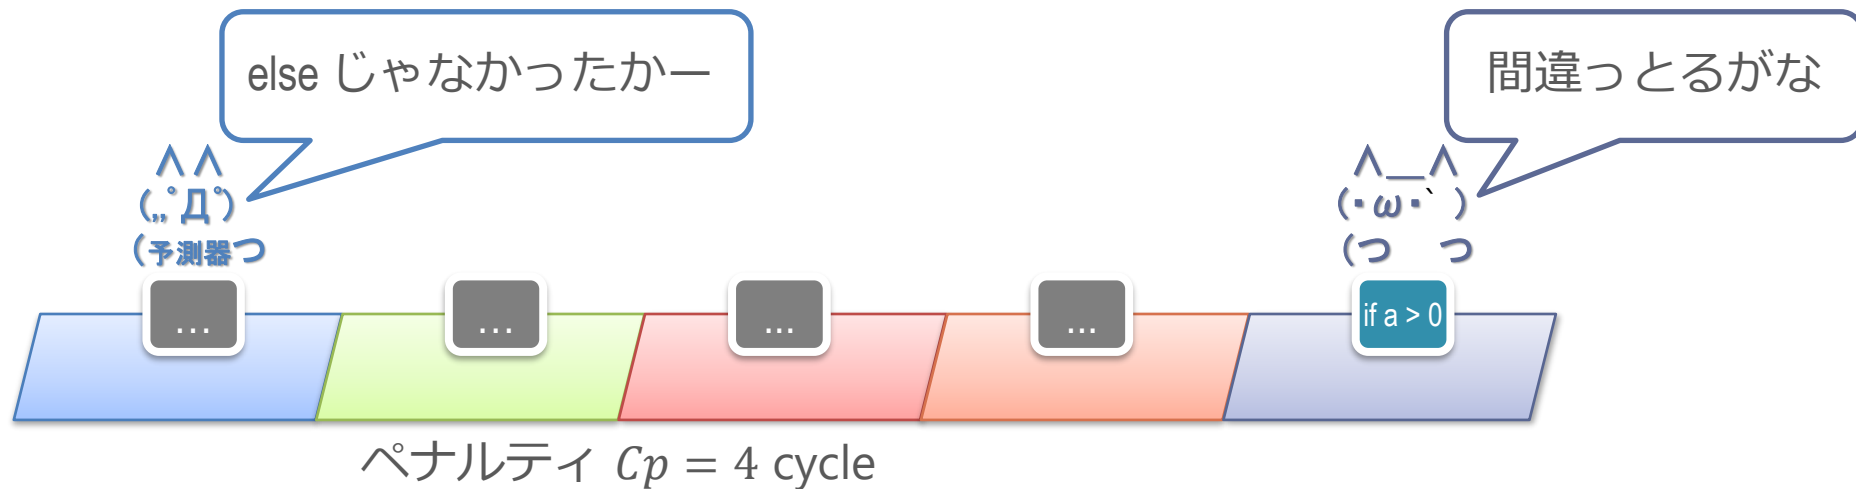 else じゃなかったかー
間違っとるがな
∧ ∧
(,,ﾟДﾟ)
(予測器つ
∧＿∧
(・ω・` )
(つ　つ
...
...
...
...
if a > 0
ペナルティ Cp = 4 cycle